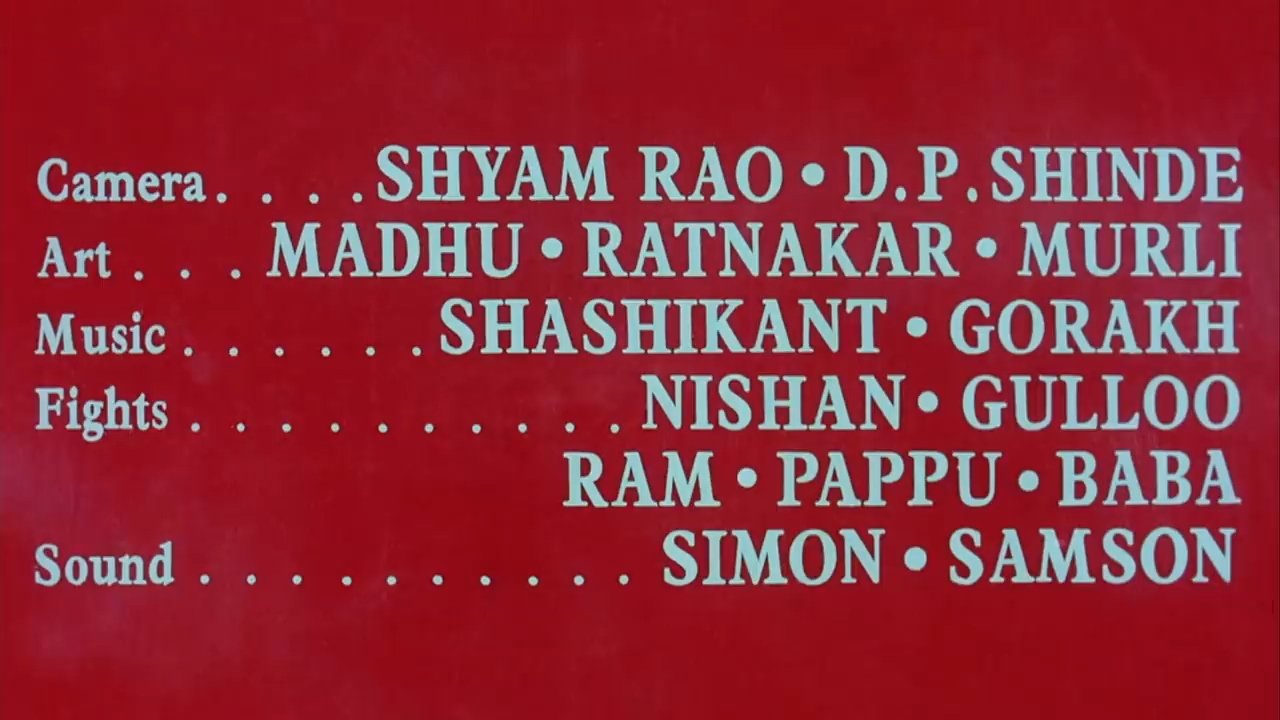 Camera. . . .SHYAM RAO•D.P.SHINDE
Art . . . MADHU•RATNAKAR•MURLI
Music . . . . . .SHASHIKANT•GORAKH
Fights . . . . . . . . . .NISHAN•GULLOO
RAM•PAPPU•BABA
Sound . . . . . . . . . . SIMON•SAMSON